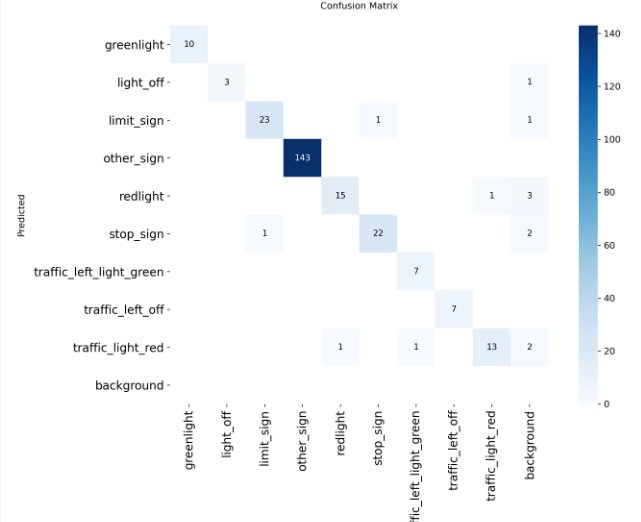 Confusion Matrix
greenlight 10
light_off 3 1
limit_sign 23 1 1
other_sign 143
redlight 15 1 3
stop_sign 1 22 2
traffic_left_light_green 7
traffic_left_off 7
traffic_light_red 1 1 13 2
background
Predicted
greenlight
light_off
limit_sign
other_sign
redlight
stop_sign
ffic_left_light_green
traffic_left_off
traffic_light_red
background
140
120
100
80
60
40
20
0